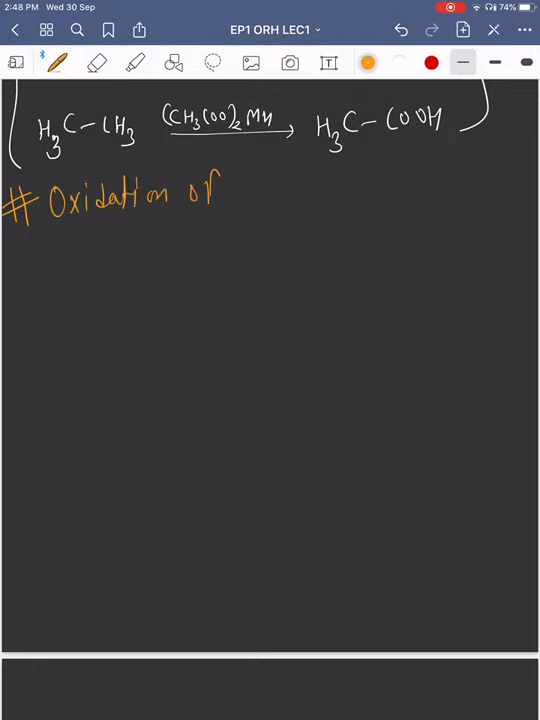 2:48 PM Wed 30 Sep 74%
EP1 ORH LEC1
T
H3C-CH3 (CH3COO)2Mn H3C-COOH
# Oxidation of